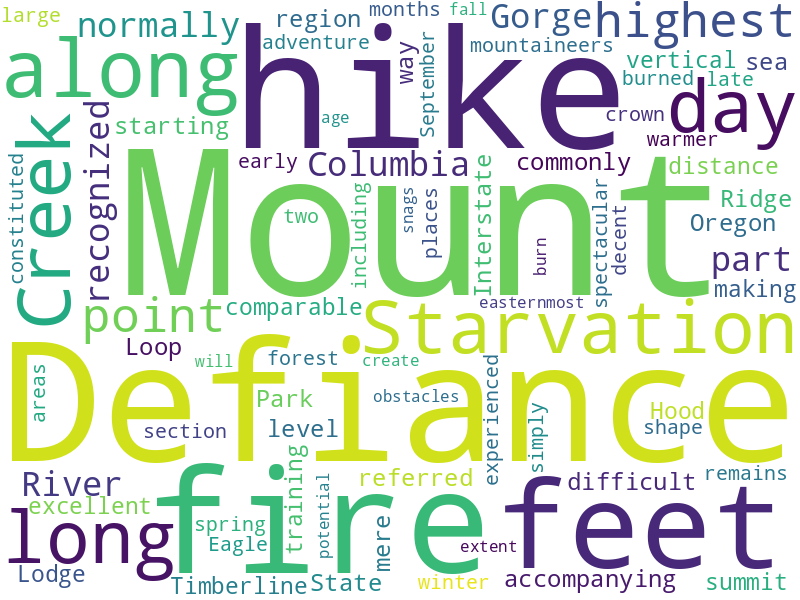 large
normally
region
months
fall
Gorge
highest
along
hike
adventure
way
September
mountaineers
vertical
sea
burned
late
day
crown
warmer
age
starting
early
Columbia
commonly
distance
Creek
recognized
constituted
Mount
two
including
snags
places
Interstate
burn
spectacular
decent
Ridge
Oregon
part
making
point
comparable
easternmost
Starvation
Loop
will
forest
create
Defiance
areas
Park
obstacles
experienced
simply
Hood
shape
section
level
River
excellent
long
fire
spring
Eagle
training
potential
mere
referred
feet
difficult
remains
extent
Lodge
Timberline
State
winter
accompanying
summit